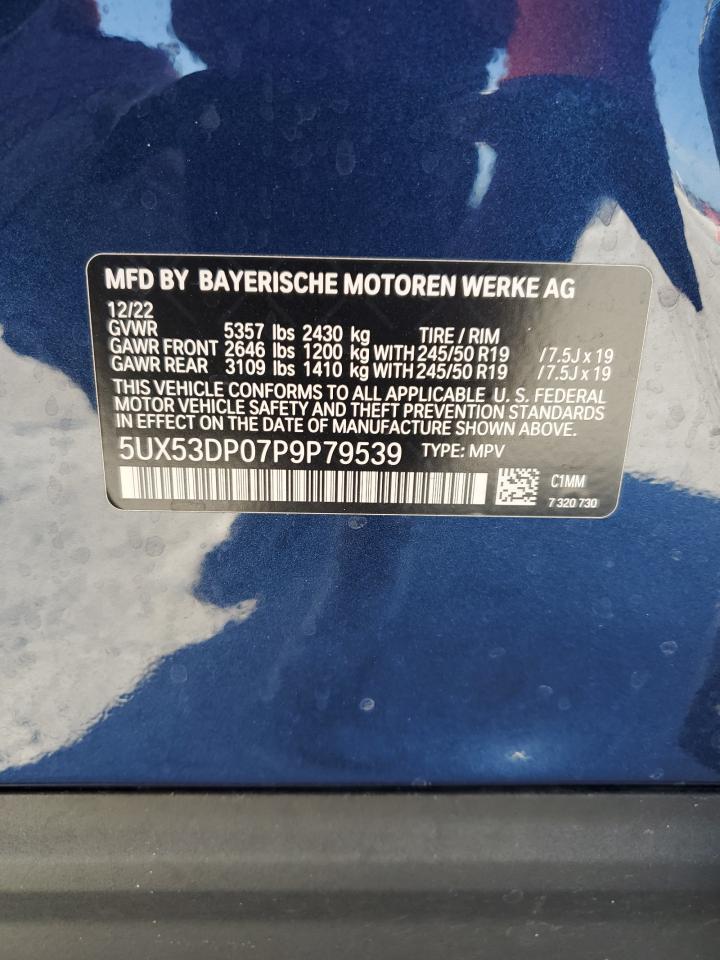 MFD BY BAYERISCHE MOTOREN WERKE AG
12/22
GVWR 5357 lbs 2430 kg TIRE / RIM
GAWR FRONT 2646 lbs 1200 kg WITH 245/50 R19 / 7.5J x 19
GAWR REAR 3109 lbs 1410 kg WITH 245/50 R19 / 7.5J x 19
THIS VEHICLE CONFORMS TO ALL APPLICABLE U. S. FEDERAL
MOTOR VEHICLE SAFETY AND THEFT PREVENTION STANDARDS
IN EFFECT ON THE DATE OF MANUFACTURE SHOWN ABOVE.
5UX53DP07P9P79539 TYPE: MPV
C1MM
7 320 730